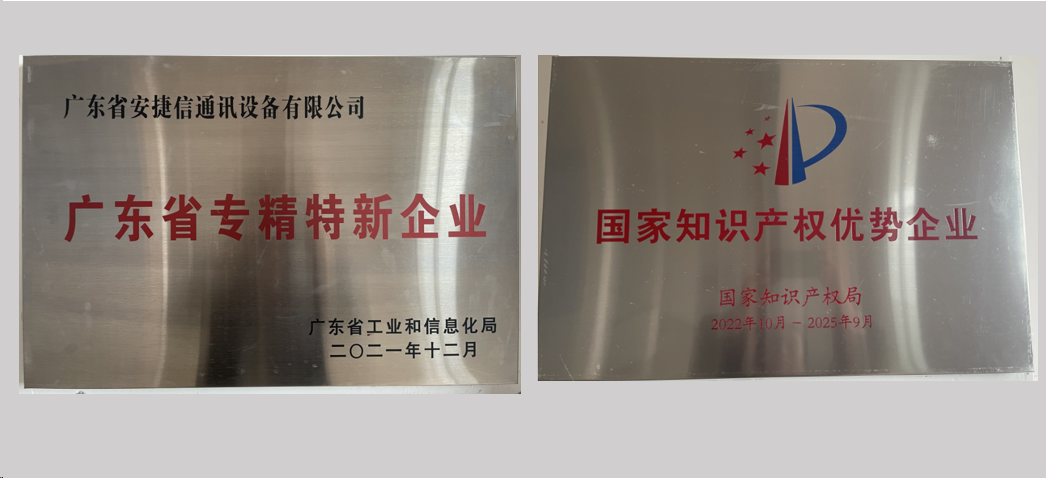 广东省安捷信通讯设备有限公司
广东省专精特新企业
广东省工业和信息化局
二〇二一年十二月
国家知识产权优势企业
国家知识产权局
2022年10月－2025年9月